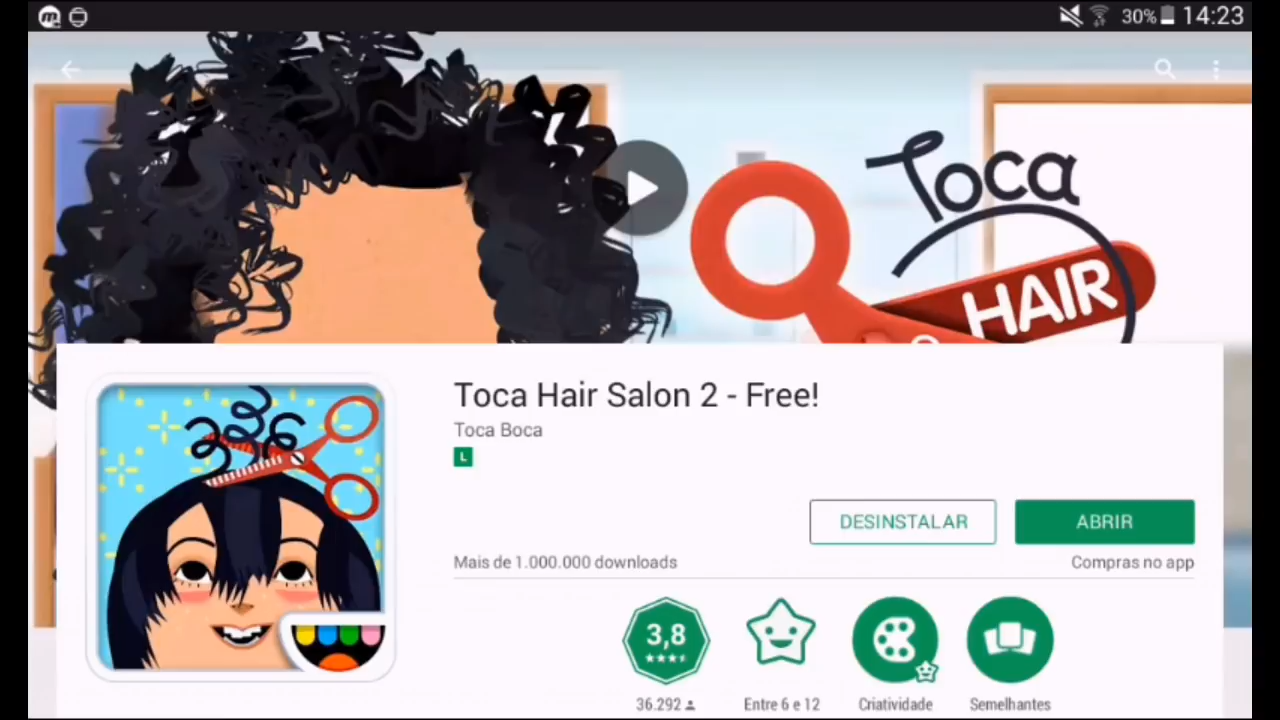 30% 14:23
Toca
HAIR
Toca Hair Salon 2 - Free!
Toca Boca
L
DESINSTALAR ABRIR
Mais de 1.000.000 downloads Compras no app
3,8
36.292 Entre 6 e 12 Criatividade Semelhantes